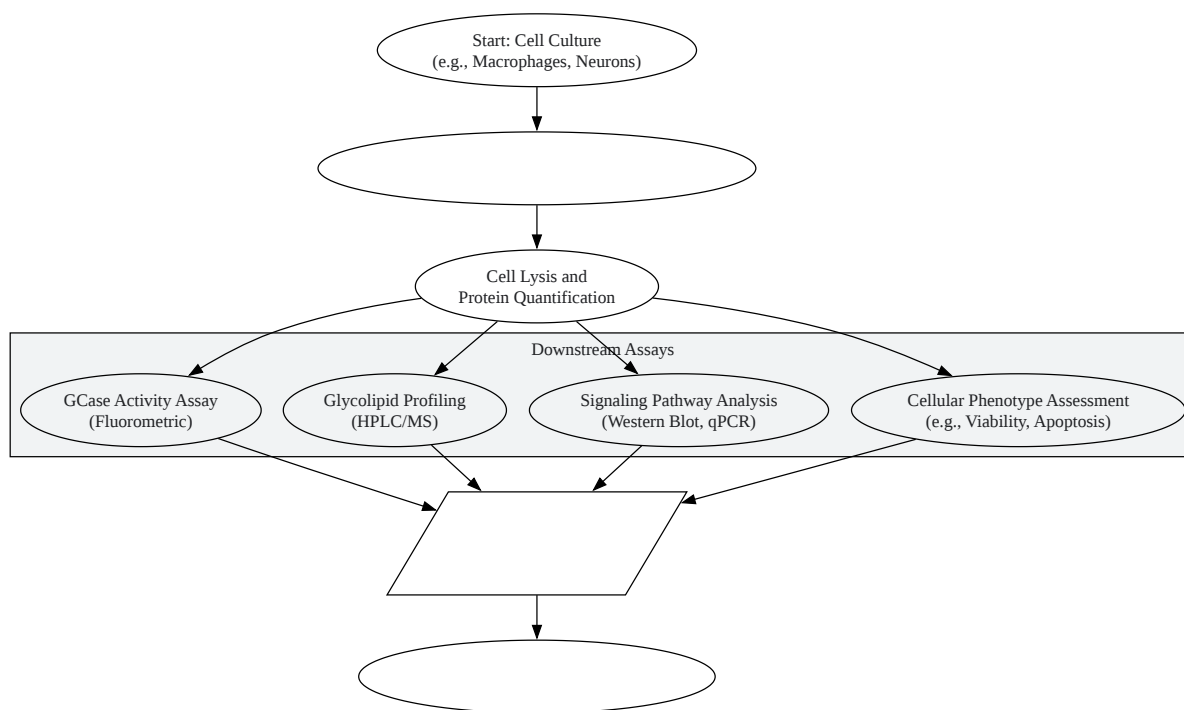 Start: Cell Culture
(e.g., Macrophages, Neurons)
Cell Lysis and
Protein Quantification
Downstream Assays
GCase Activity Assay
(Fluorometric)
Glycolipid Profiling
(HPLC/MS)
Signaling Pathway Analysis
(Western Blot, qPCR)
Cellular Phenotype Assessment
(e.g., Viability, Apoptosis)